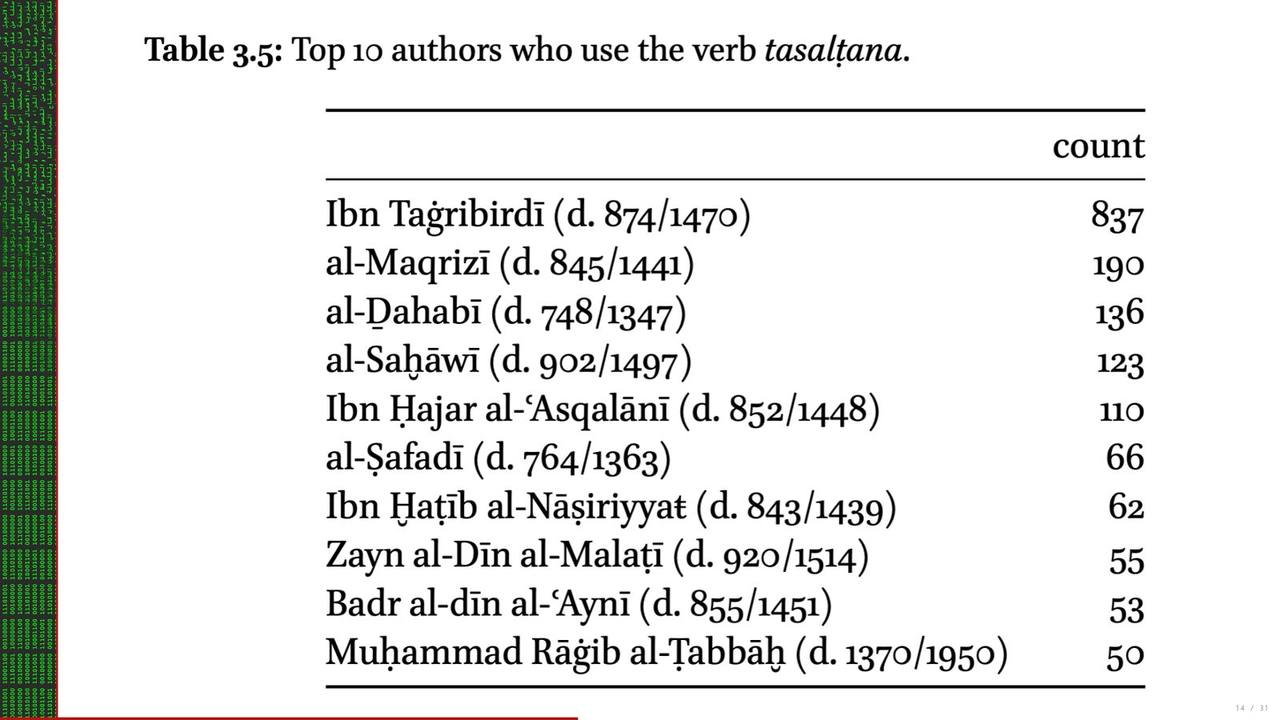 Table 3.5: Top 10 authors who use the verb tasalṭana.
count
Ibn Taġribirdī (d. 874/1470) 837
al-Maqrizī (d. 845/1441) 190
al-Ḏahabī (d. 748/1347) 136
al-Saḫāwī (d. 902/1497) 123
Ibn Ḥajar al-ʿAsqalānī (d. 852/1448) 110
al-Ṣafadī (d. 764/1363) 66
Ibn Ḫaṭīb al-Nāṣiriyyaŧ (d. 843/1439) 62
Zayn al-Dīn al-Malaṭī (d. 920/1514) 55
Badr al-dīn al-ʿAynī (d. 855/1451) 53
Muḥammad Rāġib al-Ṭabbāḫ (d. 1370/1950) 50
14 / 31